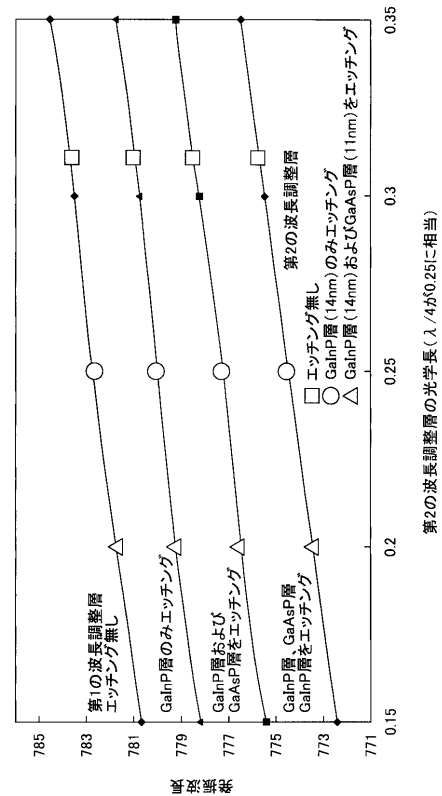 発振波長
785
783
781
779
777
775
773
771
第1の波長調整層
エッチング無し
GaInP層のみエッチング
GaInP層および
GaAsP層をエッチング
GaInP層、GaAsP層
GaInP層をエッチング
第2の波長調整層
□ エッチング無し
○ GaInP層(14nm)のみエッチング
△ GaInP層(14nm)およびGaAsP層(11nm)をエッチング
0.15
0.2
0.25
0.3
0.35
第2の波長調整層の光学長(λ/4が0.25に相当)